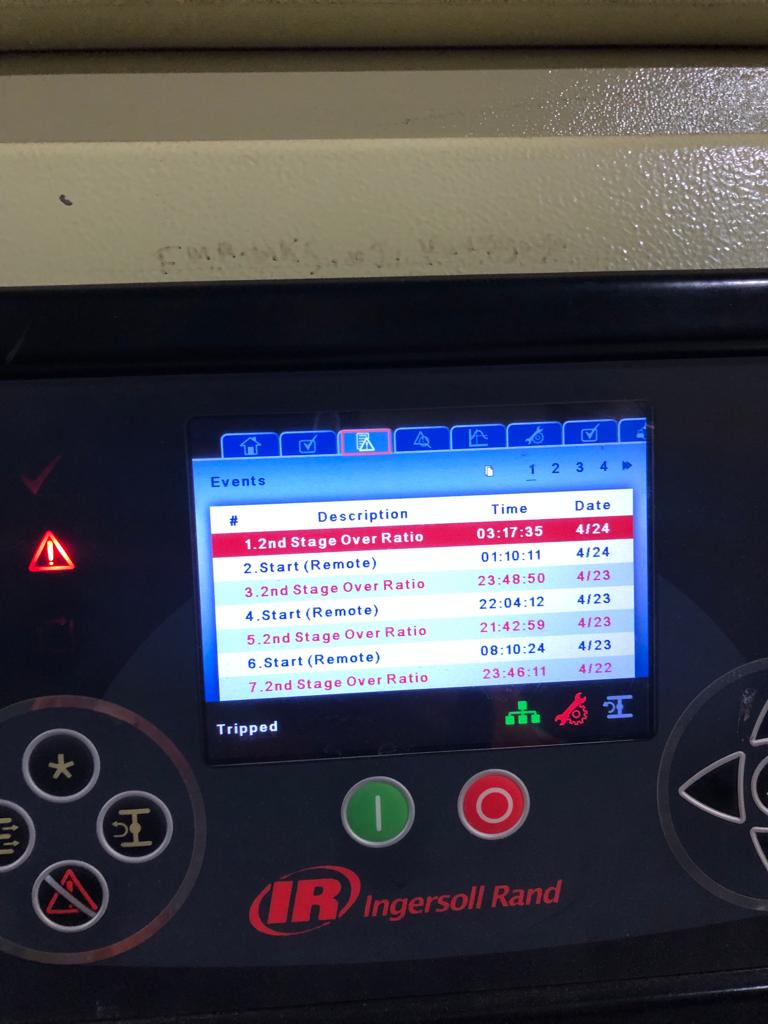 Events
1 2 3 4
# Description Time Date
1.2nd Stage Over Ratio 03:17:35 4/24
2.Start (Remote) 01:10:11 4/24
3.2nd Stage Over Ratio 23:48:50 4/23
4.Start (Remote) 22:04:12 4/23
5.2nd Stage Over Ratio 21:42:59 4/23
6.Start (Remote) 08:10:24 4/23
7.2nd Stage Over Ratio 23:46:11 4/22
Tripped
IR Ingersoll Rand